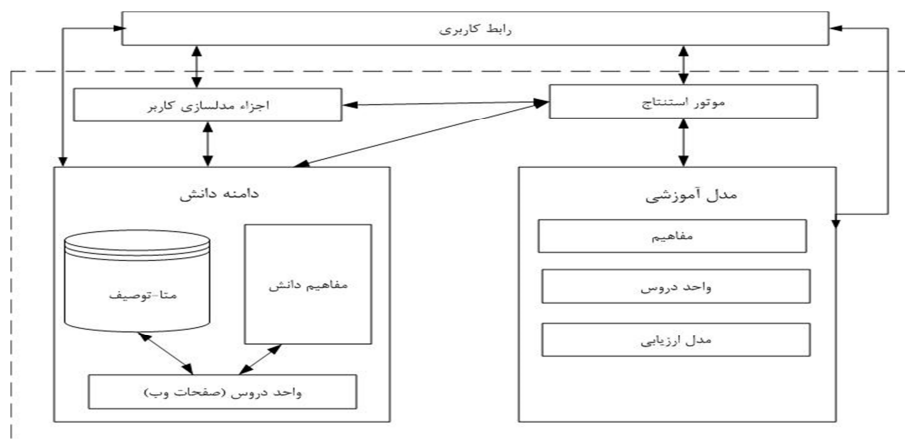 رابط کاربری
اجزاء مدلسازی کاربر
موتور استنتاج
دامنه دانش
متا-توصیف
مفاهیم دانش
واحد دروس (صفحات وب)
مدل آموزشی
مفاهیم
واحد دروس
مدل ارزیابی